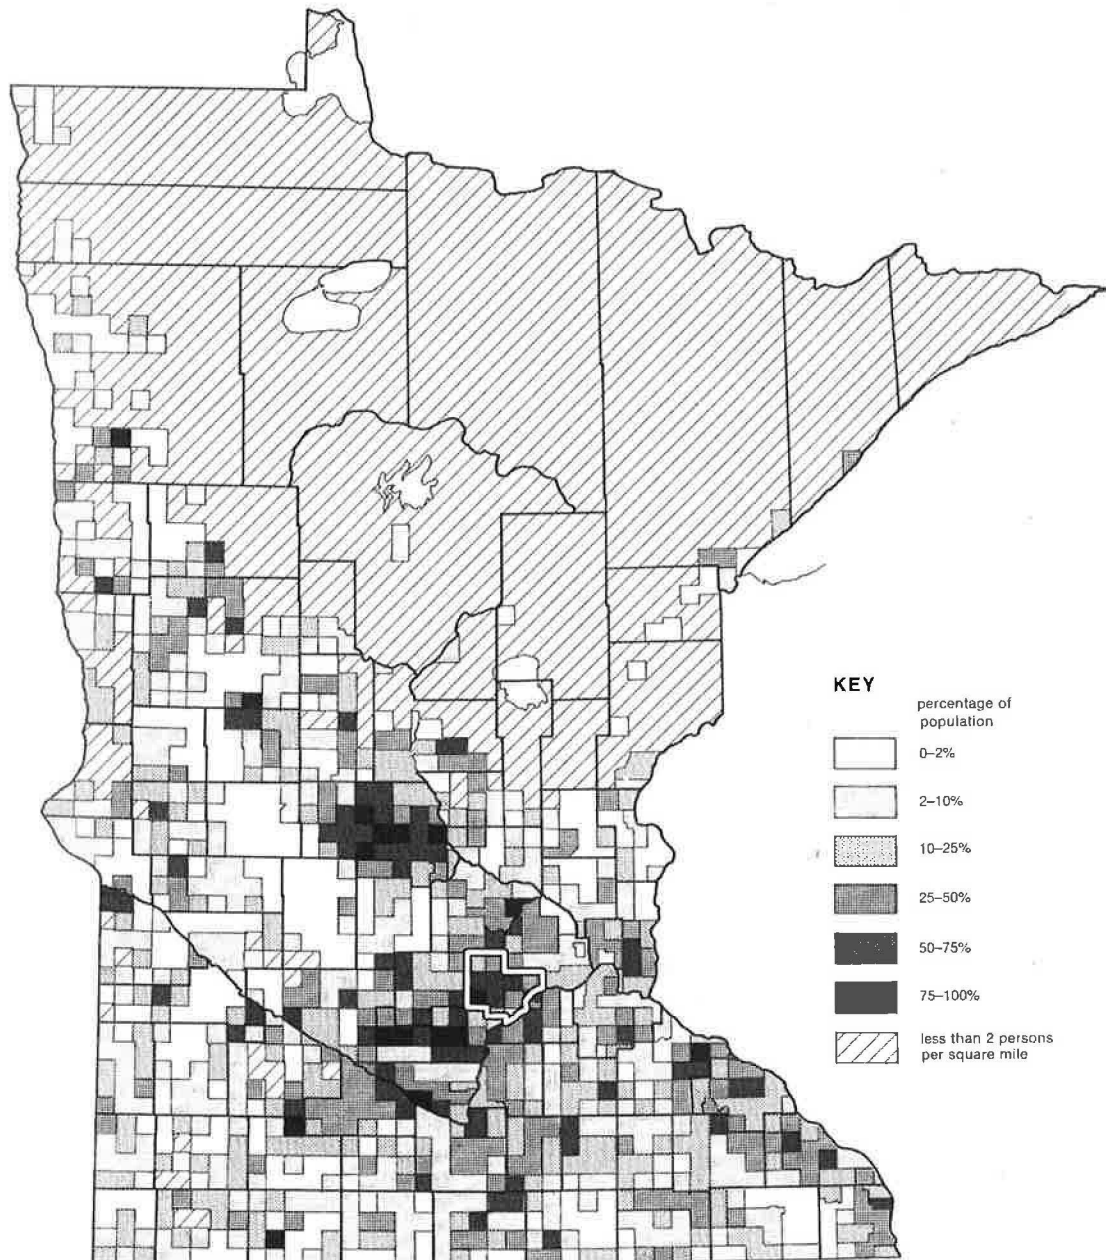 KEY
percentage of
population
0–2%
2–10%
10–25%
25–50%
50–75%
75–100%
less than 2 persons
per square mile